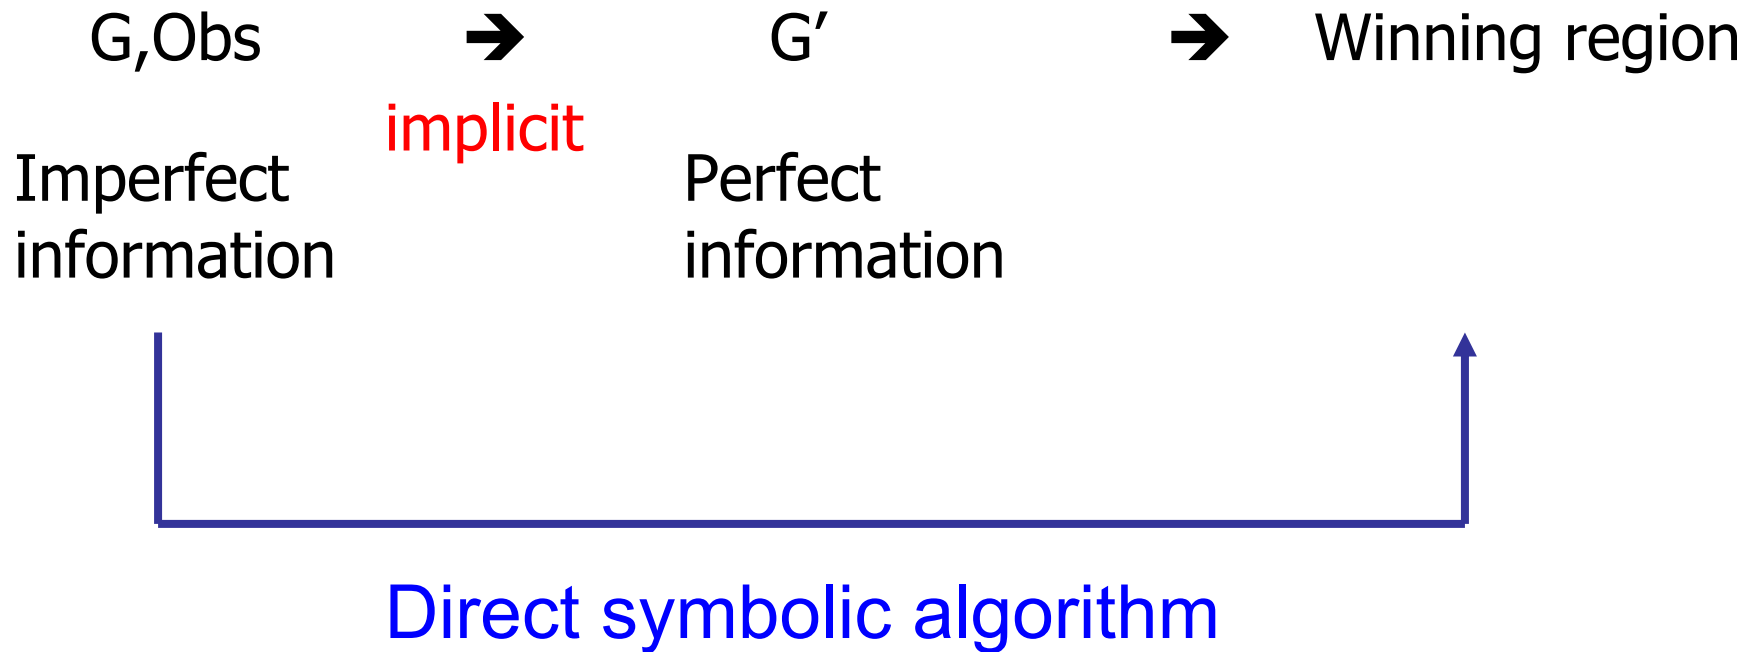 G,Obs ➔ G′ ➔ Winning region
implicit
Imperfect
information
Perfect
information
Direct symbolic algorithm